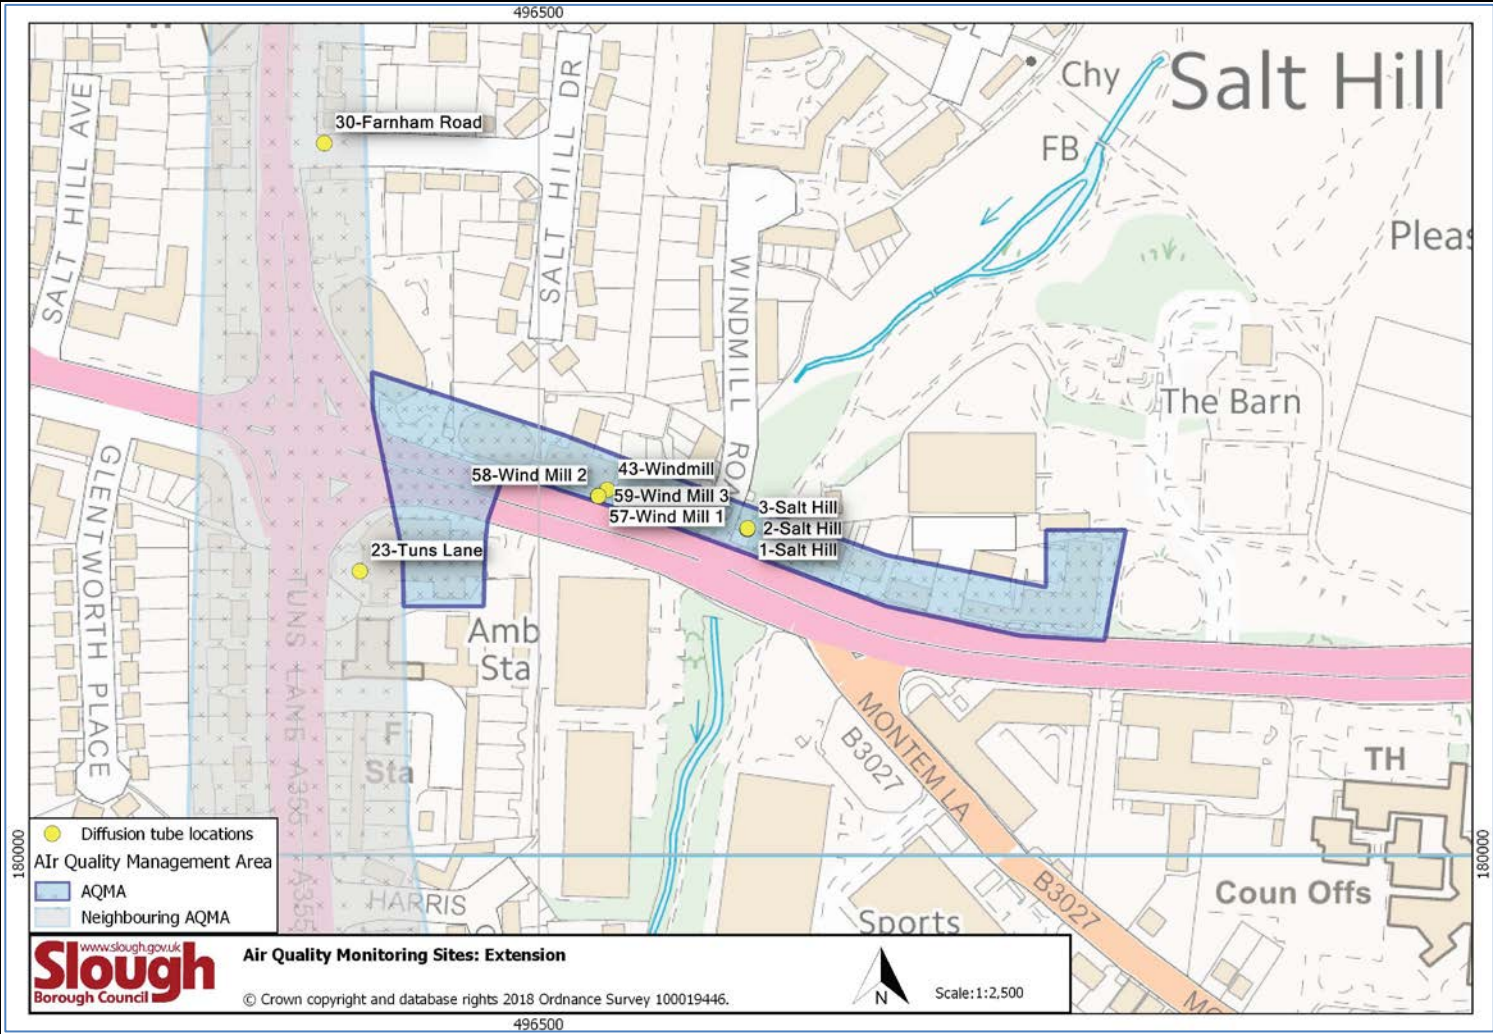 496500
Salt Hill
Chy
FB
Pleas
30-Farnham Road
SALT HILL AVE
SALT HILL DR
WINDMILL ROA
The Barn
GLENTWORTH PLACE
58-Wind Mill 2
43-Windmill
59-Wind Mill 3
57-Wind Mill 1
3-Salt Hill
2-Salt Hill
1-Salt Hill
23-Tuns Lane
TUNS LANE A355
A355
Amb
Sta
F
Sta
MONTEM LA
B3027
B3027
TH
Coun Offs
HARRIS
Sports
180000
180000
Diffusion tube locations
AIr Quality Management Area
AQMA
Neighbouring AQMA
www.slough.gov.uk
Slough
Borough Council
Air Quality Monitoring Sites: Extension
© Crown copyright and database rights 2018 Ordnance Survey 100019446.
N
Scale:1:2,500
496500